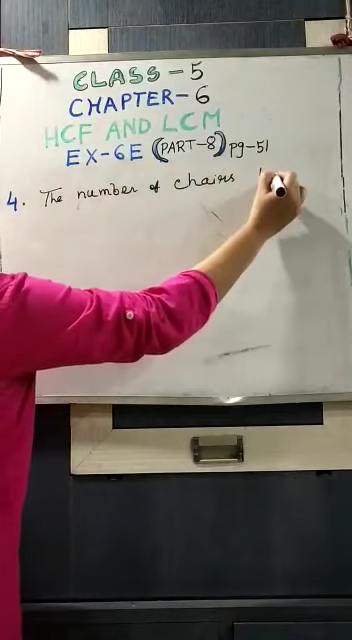 CLASS-5
CHAPTER-6
HCF AND LCM
EX-6E (PART-8) pg-51
4. The number of chairs